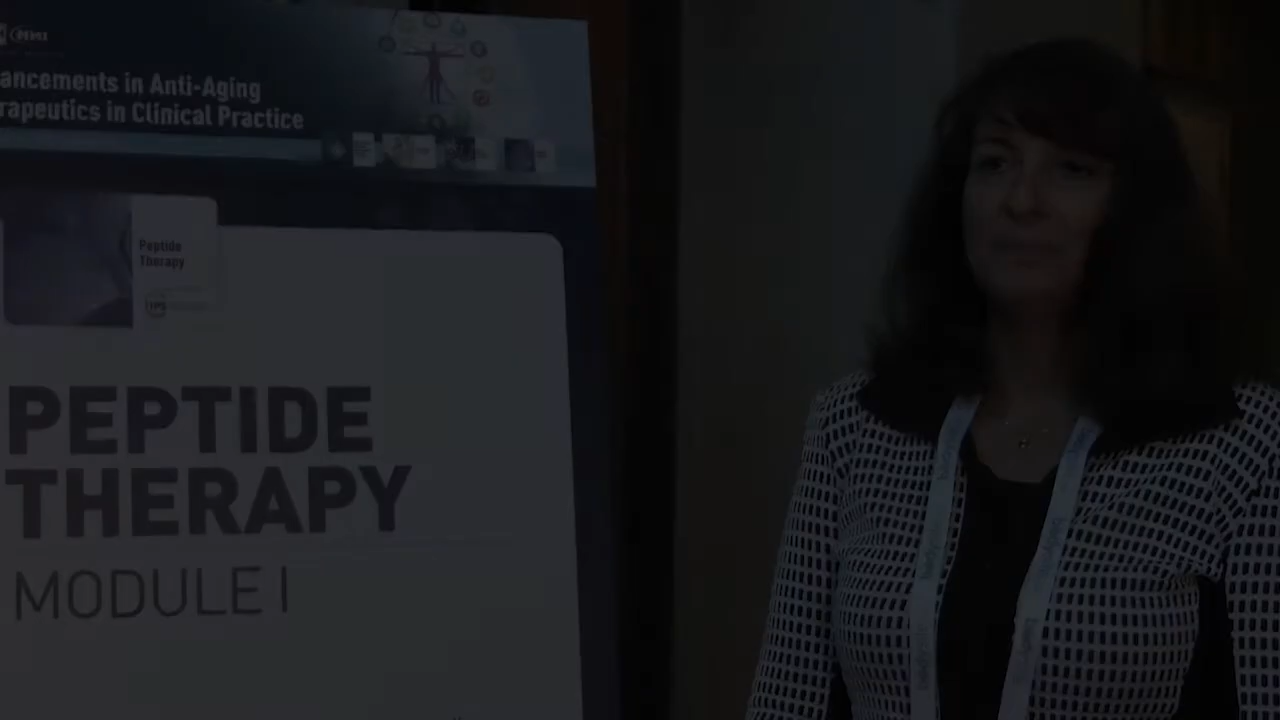 ancements in Anti-Aging
rapeutics in Clinical Practice
Peptide
Therapy
PEPTIDE
THERAPY
MODULE I